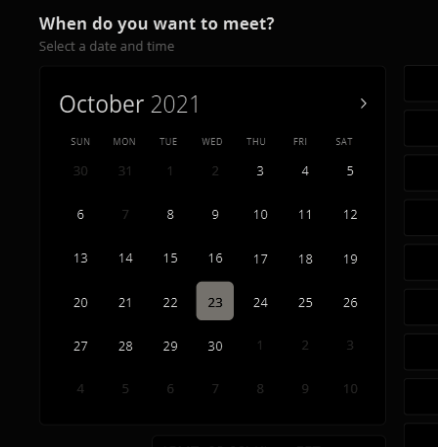 When do you want to meet?
Select a date and time
October 2021 >
SUN MON TUE WED THU FRI SAT
30 31 1 2 3 4 5
6 7 8 9 10 11 12
13 14 15 16 17 18 19
20 21 22 23 24 25 26
27 28 29 30 1 2 3
4 5 6 7 8 9 10